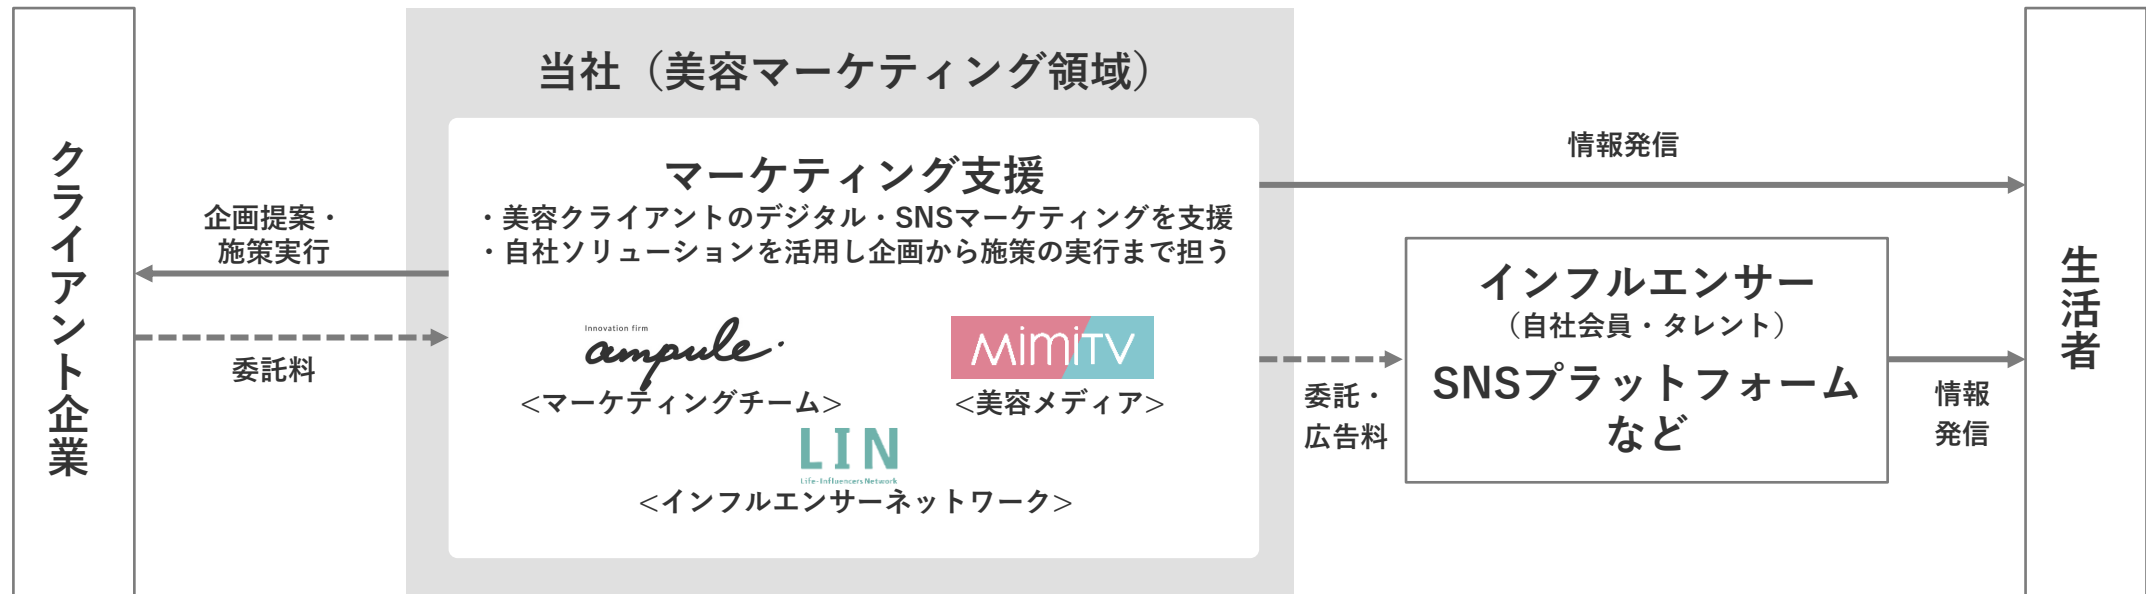 クライアント企業
企画提案・
施策実行
委託料
当社（美容マーケティング領域）
マーケティング支援
・美容クライアントのデジタル・SNSマーケティングを支援
・自社ソリューションを活用し企画から施策の実行まで担う
Innovation firm
ampule.
<マーケティングチーム>
MimiTV
<美容メディア>
LIN
Life-Influencers Network
<インフルエンサーネットワーク>
情報発信
委託・
広告料
インフルエンサー
（自社会員・タレント）
SNSプラットフォーム
など
情報
発信
生活者